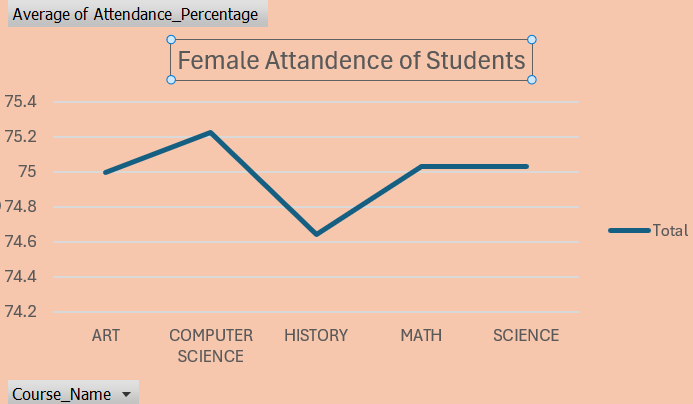 Average of Attendance_Percentage
Female Attandence of Students
75.4
75.2
75
74.8
74.6
74.4
74.2
ART
COMPUTER
SCIENCE
HISTORY
MATH
SCIENCE
Total
Course_Name